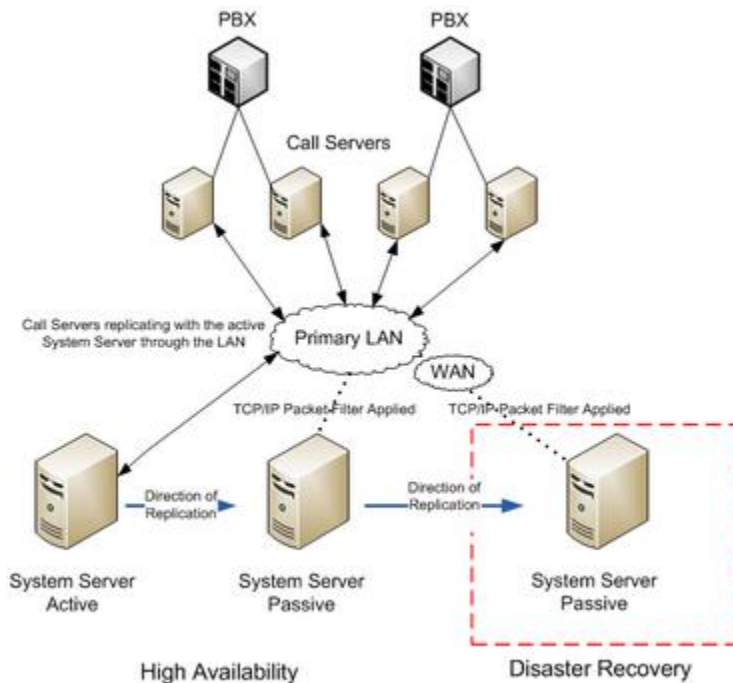 PBX
PBX
Call Servers
Call Servers replicating with the active
System Server through the LAN
Primary LAN
WAN
TCP/IP Packet Filter Applied
TCP/IP Packet Filter Applied
Direction of
Replication
Direction of
Replication
System Server
Active
System Server
Passive
System Server
Passive
High Availability
Disaster Recovery